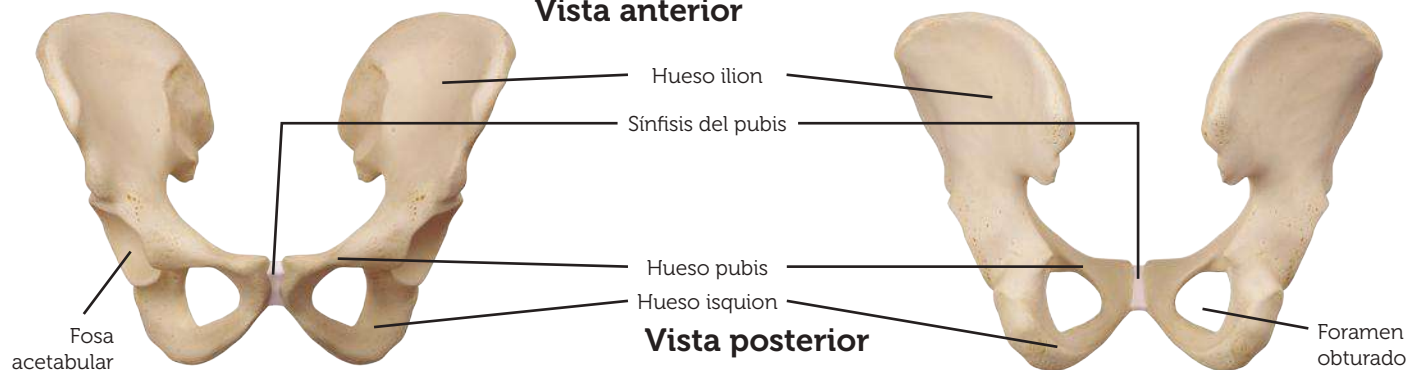 Vista anterior
Hueso ilion
Sínfisis del pubis
Hueso pubis
Hueso isquion
Vista posterior
Fosa
acetabular
Foramen
obturado